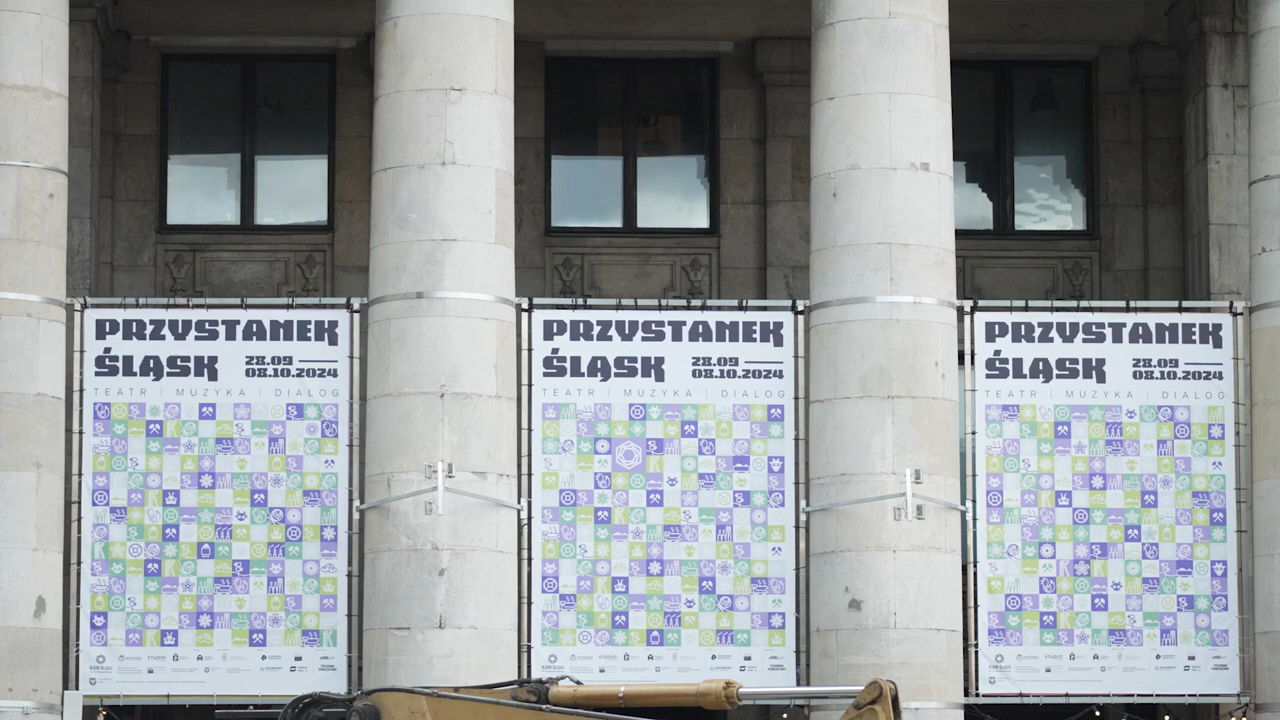 PRZYSTANEK
ŚLĄSK
28.09
08.10.2024
TEATR | MUZYKA | DIALOG
PRZYSTANEK
ŚLĄSK
28.09
08.10.2024
TEATR | MUZYKA | DIALOG
PRZYSTANEK
ŚLĄSK
28.09
08.10.2024
TEATR | MUZYKA | DIALOG